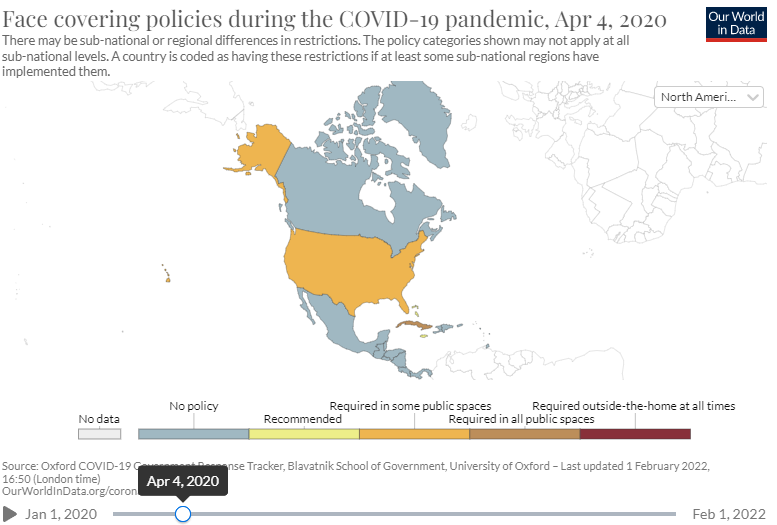 Face covering policies during the COVID-19 pandemic, Apr 4, 2020
Our World
in Data
There may be sub-national or regional differences in restrictions. The policy categories shown may not apply at all
sub-national levels. A country is coded as having these restrictions if at least some sub-national regions have
implemented them.
North Ameri...
No data
No policy
Recommended
Required in some public spaces
Required in all public spaces
Required outside-the-home at all times
Source: Oxford COVID-19 Government Response Tracker, Blavatnik School of Government, University of Oxford – Last updated 1 February 2022,
16:50 (London time)
OurWorldInData.org/coron
Apr 4, 2020
Jan 1, 2020
Feb 1, 2022